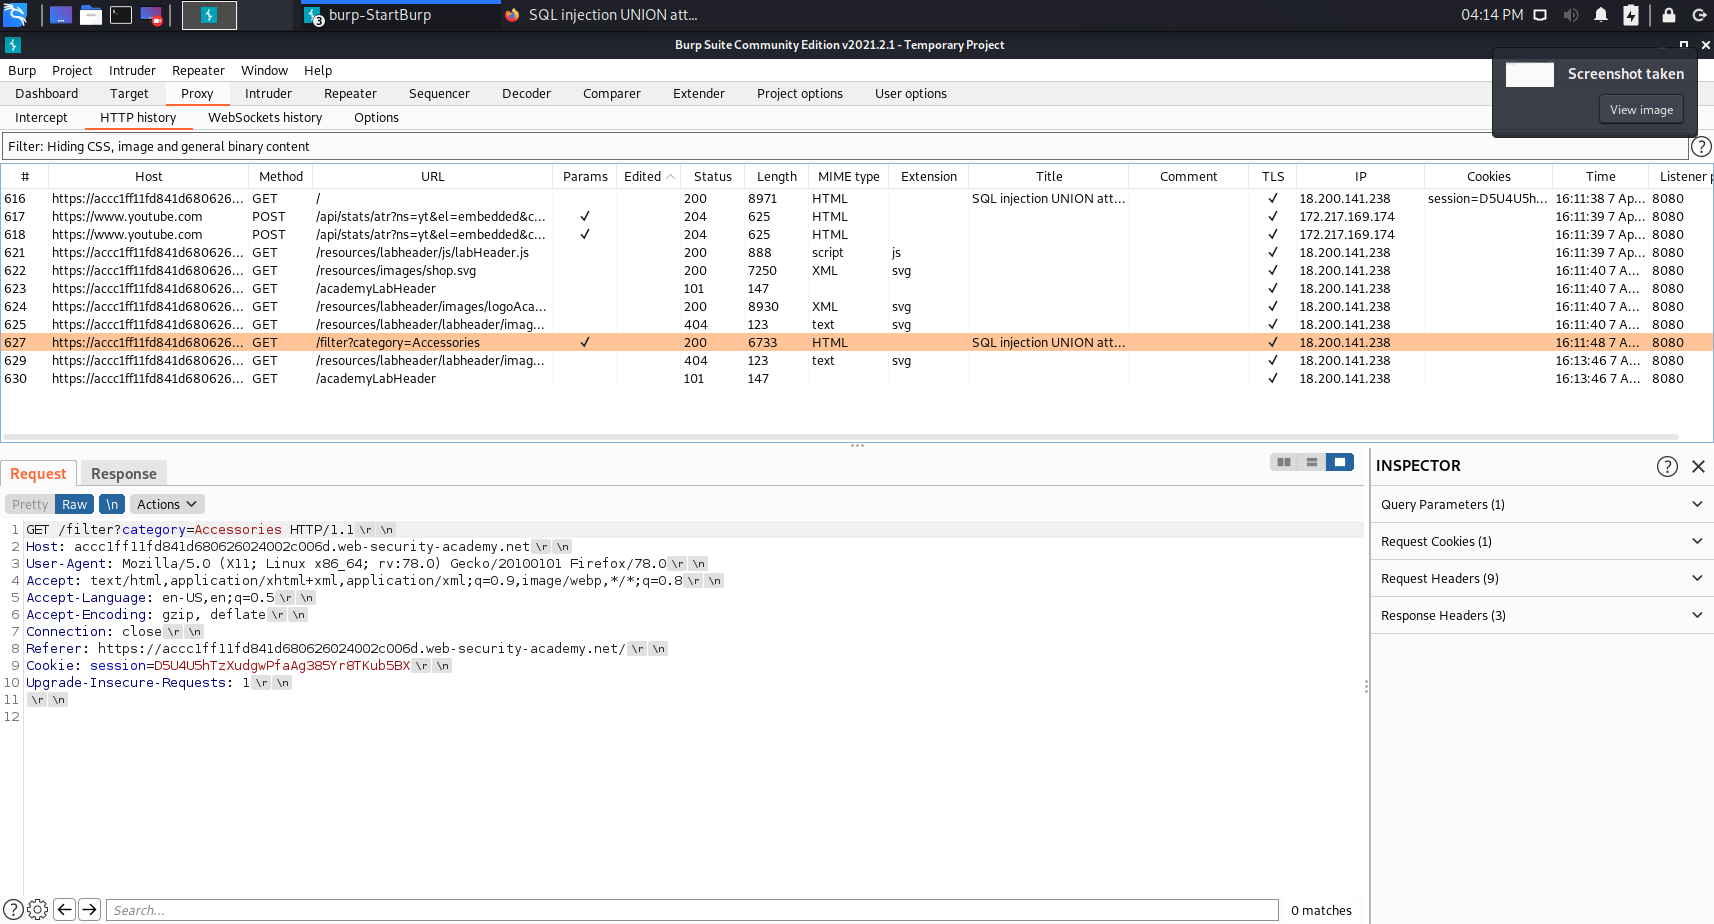 3 burp-StartBurp SQL injection UNION att... 04:14 PM
Burp Suite Community Edition v2021.2.1 - Temporary Project
Burp Project Intruder Repeater Window Help
Screenshot taken
View image
Dashboard Target Proxy Intruder Repeater Sequencer Decoder Comparer Extender Project options User options
Intercept HTTP history WebSockets history Options
Filter: Hiding CSS, image and general binary content ?
# Host Method URL Params Edited Status Length MIME type Extension Title Comment TLS IP Cookies Time Listener p
616 https://accc1ff11fd841d680626... GET / 200 8971 HTML SQL injection UNION att... ✓ 18.200.141.238 session=D5U4U5h... 16:11:38 7 Ap... 8080
617 https://www.youtube.com POST /api/stats/atr?ns=yt&el=embedded&c... ✓ 204 625 HTML ✓ 172.217.169.174 16:11:39 7 Ap... 8080
618 https://www.youtube.com POST /api/stats/atr?ns=yt&el=embedded&c... ✓ 204 625 HTML ✓ 172.217.169.174 16:11:39 7 Ap... 8080
621 https://accc1ff11fd841d680626... GET /resources/labheader/js/labHeader.js 200 888 script js ✓ 18.200.141.238 16:11:39 7 Ap... 8080
622 https://accc1ff11fd841d680626... GET /resources/images/shop.svg 200 7250 XML svg ✓ 18.200.141.238 16:11:40 7 A... 8080
623 https://accc1ff11fd841d680626... GET /academyLabHeader 101 147 ✓ 18.200.141.238 16:11:40 7 A... 8080
624 https://accc1ff11fd841d680626... GET /resources/labheader/images/logoAca... 200 8930 XML svg ✓ 18.200.141.238 16:11:40 7 A... 8080
625 https://accc1ff11fd841d680626... GET /resources/labheader/labheader/imag... 404 123 text svg ✓ 18.200.141.238 16:11:40 7 A... 8080
627 https://accc1ff11fd841d680626... GET /filter?category=Accessories ✓ 200 6733 HTML SQL injection UNION att... ✓ 18.200.141.238 16:11:48 7 A... 8080
629 https://accc1ff11fd841d680626... GET /resources/labheader/labheader/imag... 404 123 text svg ✓ 18.200.141.238 16:13:46 7 A... 8080
630 https://accc1ff11fd841d680626... GET /academyLabHeader 101 147 ✓ 18.200.141.238 16:13:46 7 A... 8080
Request Response
Pretty Raw \n Actions
1 GET /filter?category=Accessories HTTP/1.1 \r \n
2 Host: accc1ff11fd841d680626024002c006d.web-security-academy.net \r \n
3 User-Agent: Mozilla/5.0 (X11; Linux x86_64; rv:78.0) Gecko/20100101 Firefox/78.0 \r \n
4 Accept: text/html,application/xhtml+xml,application/xml;q=0.9,image/webp,*/*;q=0.8 \r \n
5 Accept-Language: en-US,en;q=0.5 \r \n
6 Accept-Encoding: gzip, deflate \r \n
7 Connection: close \r \n
8 Referer: https://accc1ff11fd841d680626024002c006d.web-security-academy.net/ \r \n
9 Cookie: session=D5U4U5hTzXudgwPfaAg385Yr8TKub5BX \r \n
10 Upgrade-Insecure-Requests: 1 \r \n
11 \r \n
12
INSPECTOR ?
Query Parameters (1)
Request Cookies (1)
Request Headers (9)
Response Headers (3)
? Search... 0 matches